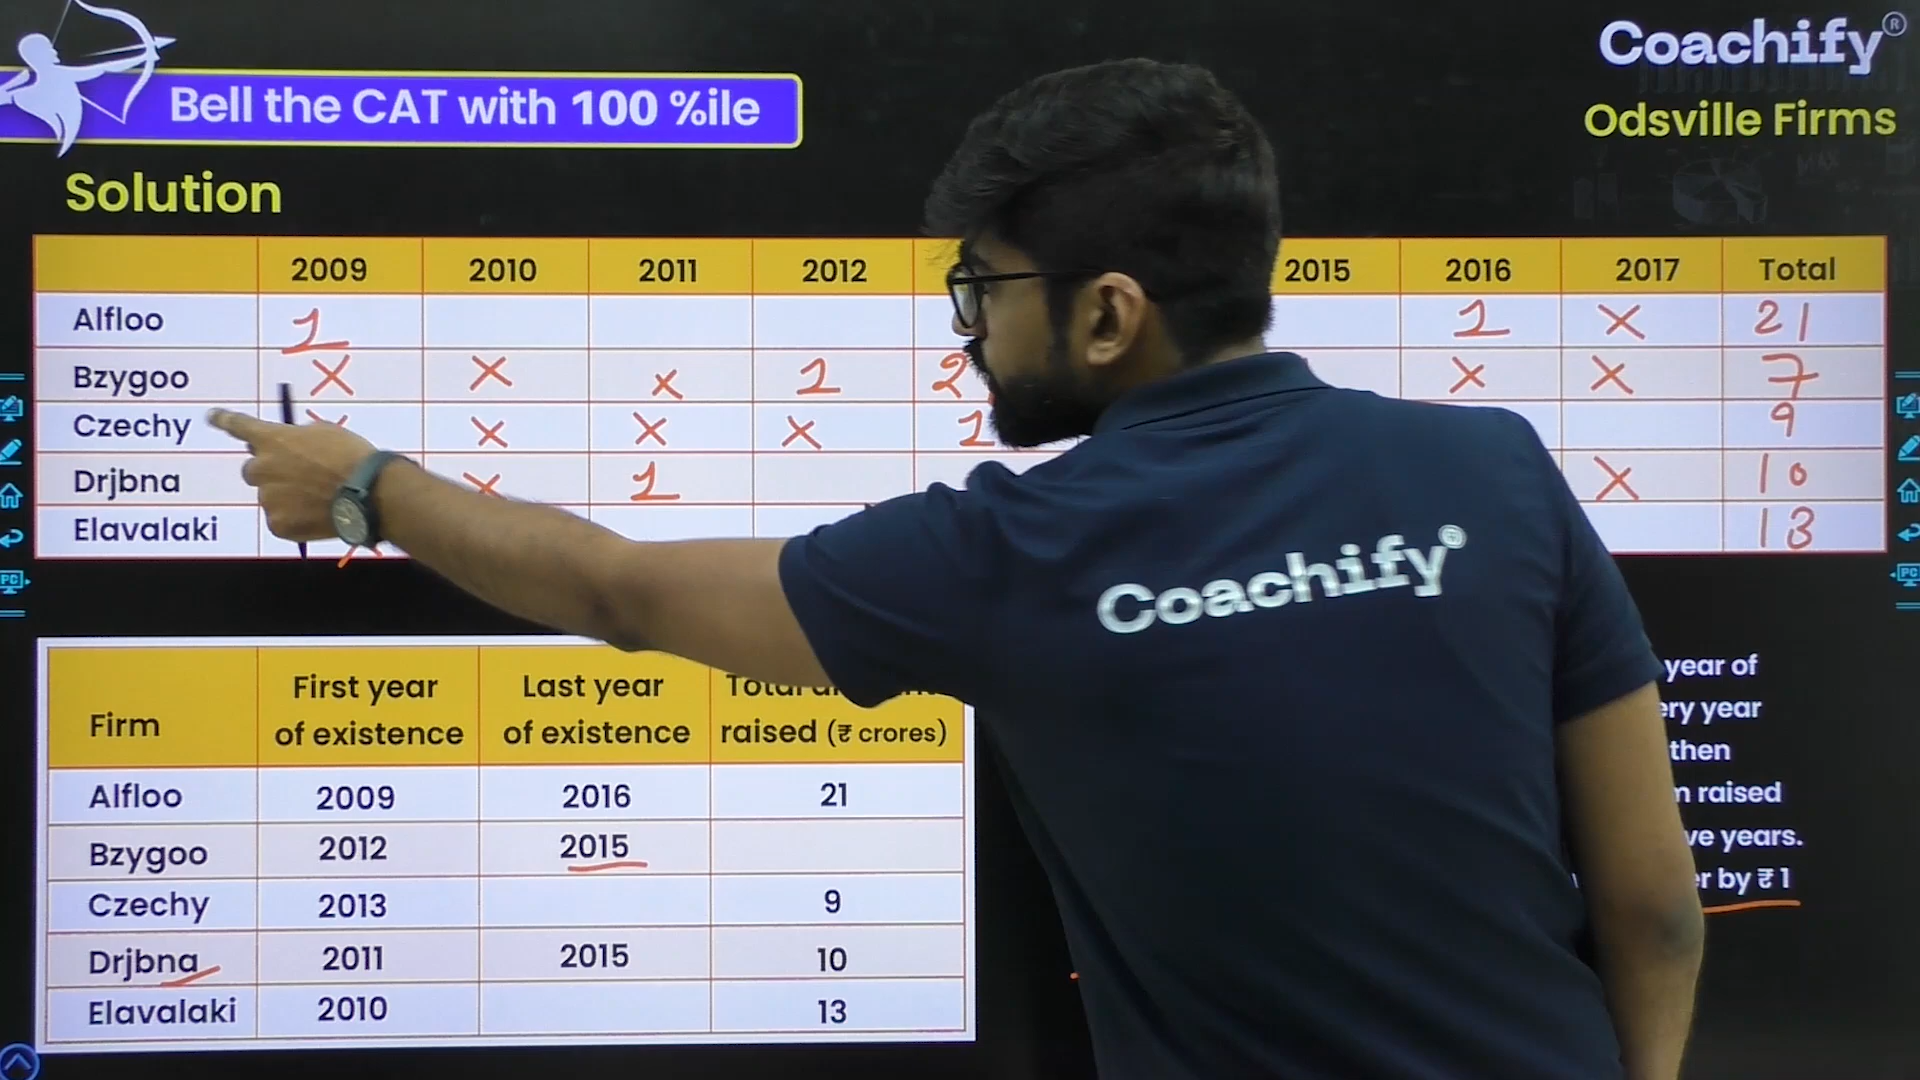 Coachify®
Bell the CAT with 100 %ile
Odsville Firms
Solution
2009 2010 2011 2012 2015 2016 2017 Total
Alfloo 1 1 X 21
Bzygoo X X X 1 2 X X 7
Czechy X X X 1 9
Drjbna X 1 X 10
Elavalaki 13
Firm First year of existence Last year of existence raised (₹ crores)
Alfloo 2009 2016 21
Bzygoo 2012 2015
Czechy 2013 9
Drjbna 2011 2015 10
Elavalaki 2010 13
year of
year
then
raised
years.
by ₹ 1
Coachify®
PC
PC